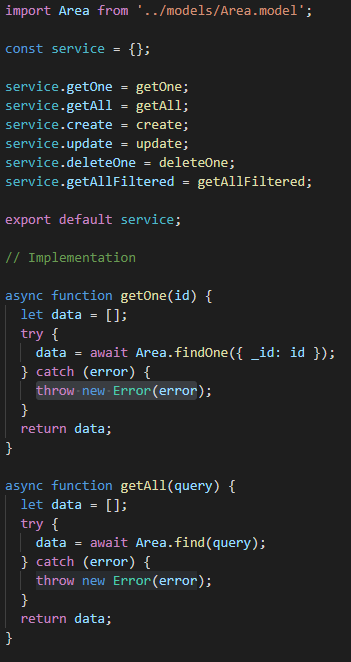 import Area from '../models/Area.model';
const service = {};
service.getOne = getOne;
service.getAll = getAll;
service.create = create;
service.update = update;
service.deleteOne = deleteOne;
service.getAllFiltered = getAllFiltered;
export default service;
// Implementation
async function getOne(id) {
  let data = [];
  try {
    data = await Area.findOne({ _id: id });
  } catch (error) {
    throw new Error(error);
  }
  return data;
}
async function getAll(query) {
  let data = [];
  try {
    data = await Area.find(query);
  } catch (error) {
    throw new Error(error);
  }
  return data;
}